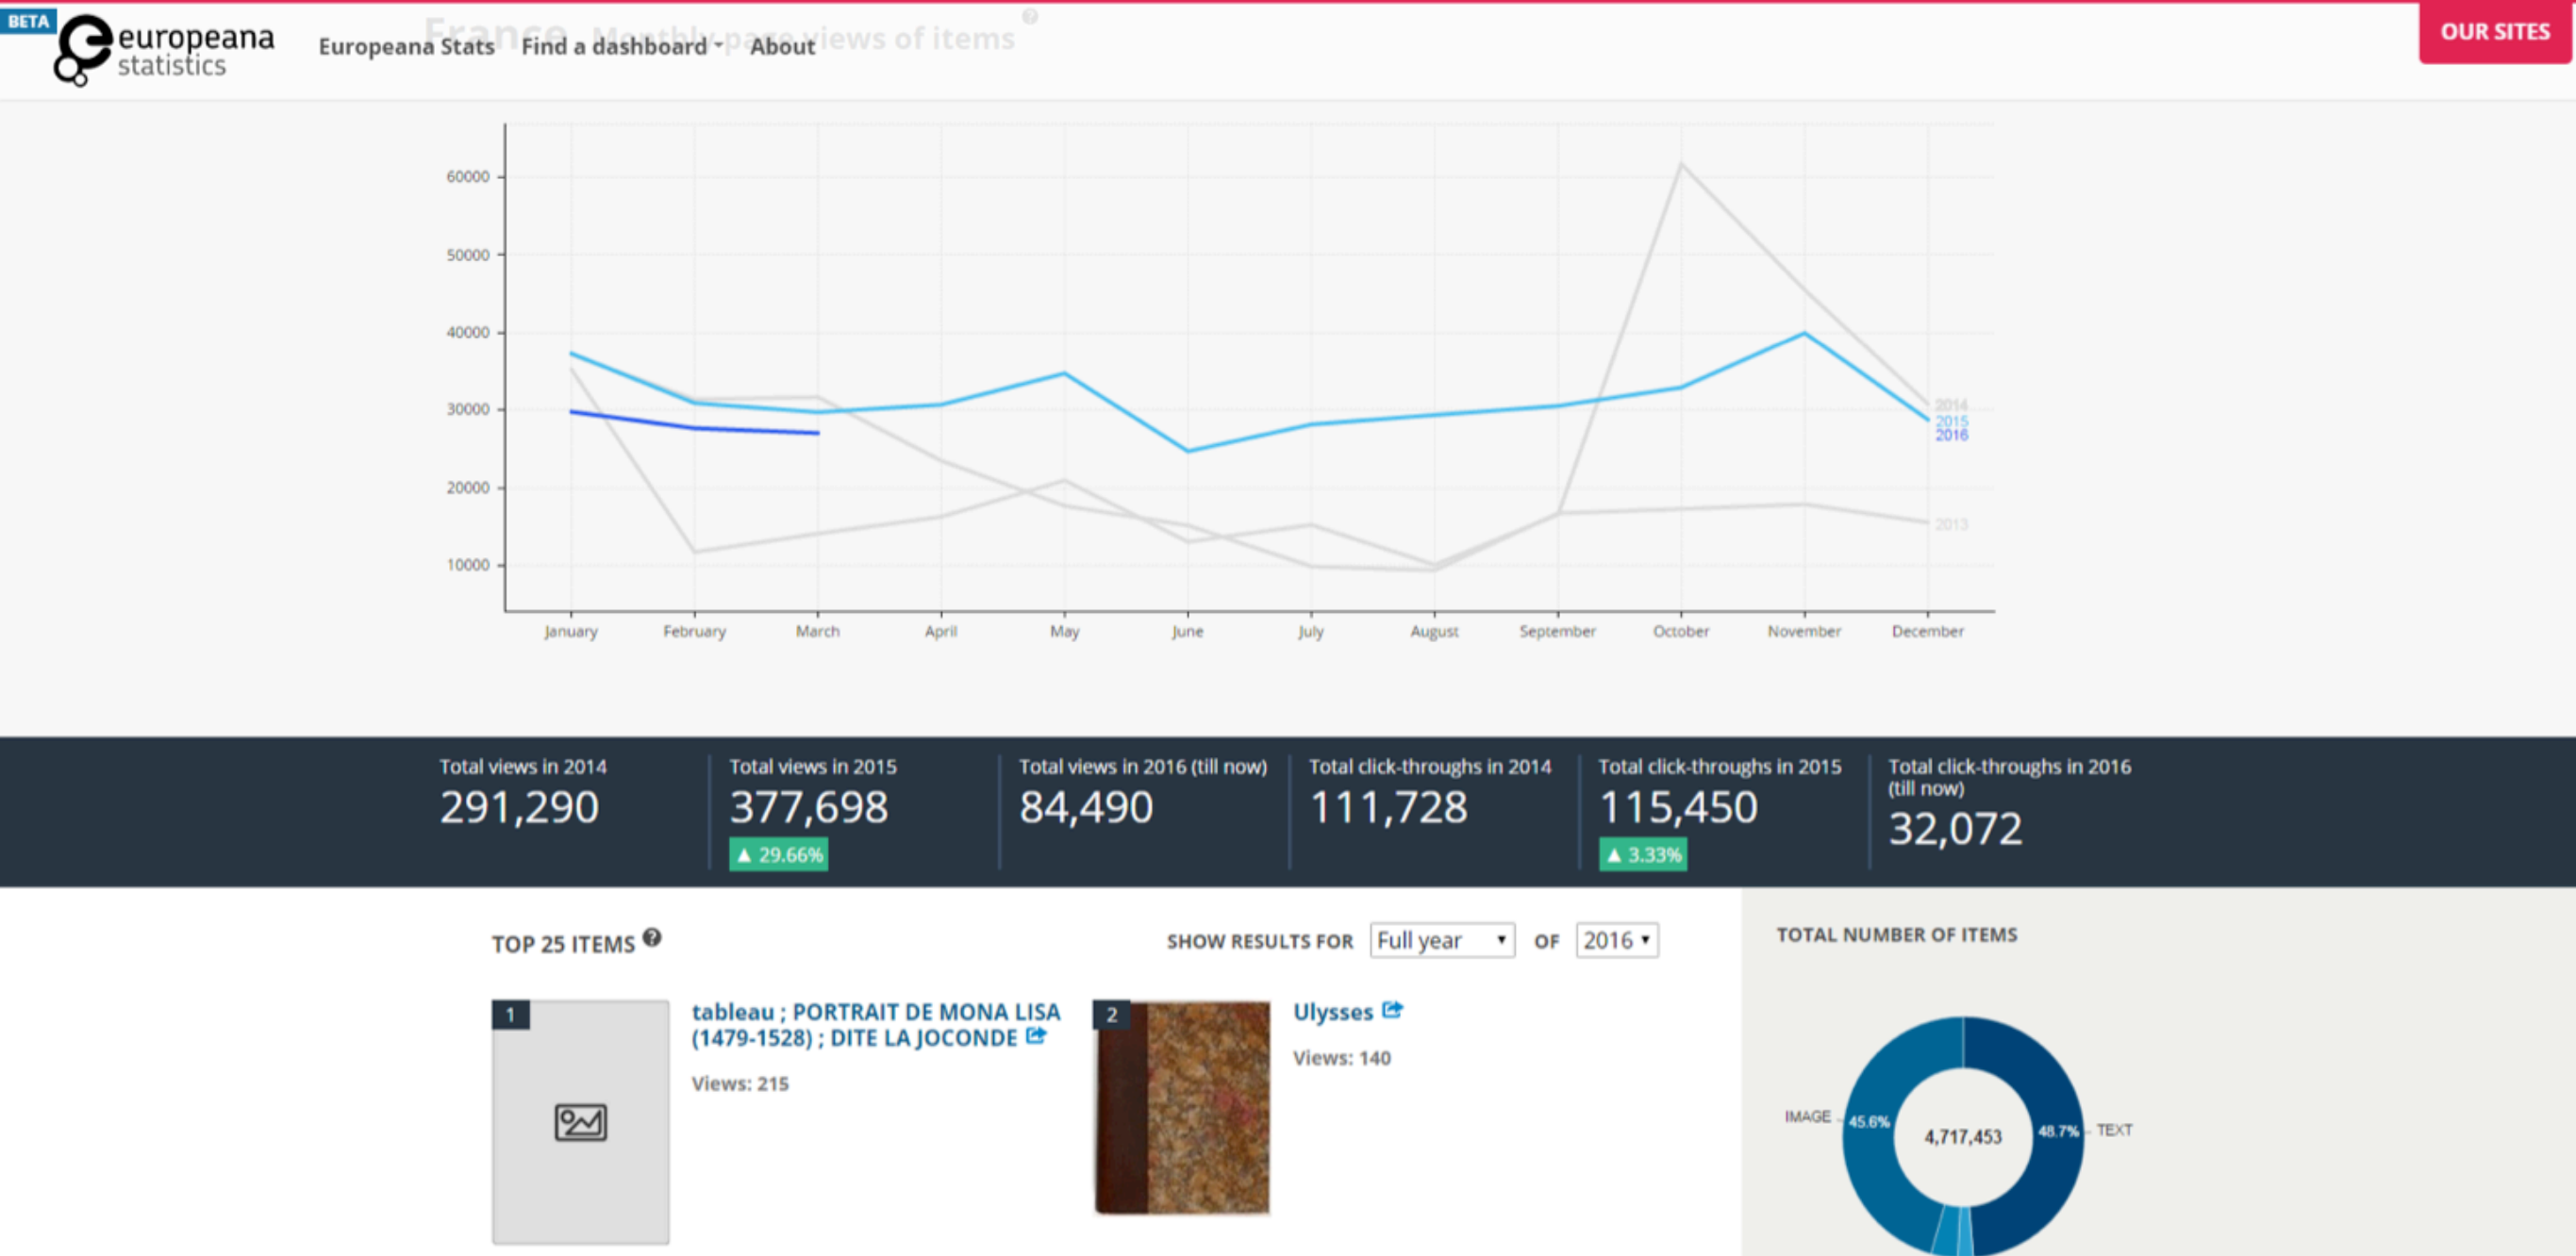 BETA
europeana
statistics
France Monthly page views of items
Europeana Stats Find a dashboard About
OUR SITES
60000
50000
40000
30000
20000
10000
2014
2015
2016
2013
January February March April May June July August September October November December
Total views in 2014
291,290
Total views in 2015
377,698
▲ 29.66%
Total views in 2016 (till now)
84,490
Total click-throughs in 2014
111,728
Total click-throughs in 2015
115,450
▲ 3.33%
Total click-throughs in 2016
(till now)
32,072
TOP 25 ITEMS ?
SHOW RESULTS FOR Full year OF 2016
1
tableau ; PORTRAIT DE MONA LISA
(1479-1528) ; DITE LA JOCONDE
Views: 215
2
Ulysses
Views: 140
TOTAL NUMBER OF ITEMS
IMAGE 45.6%
4,717,453
48.7% TEXT